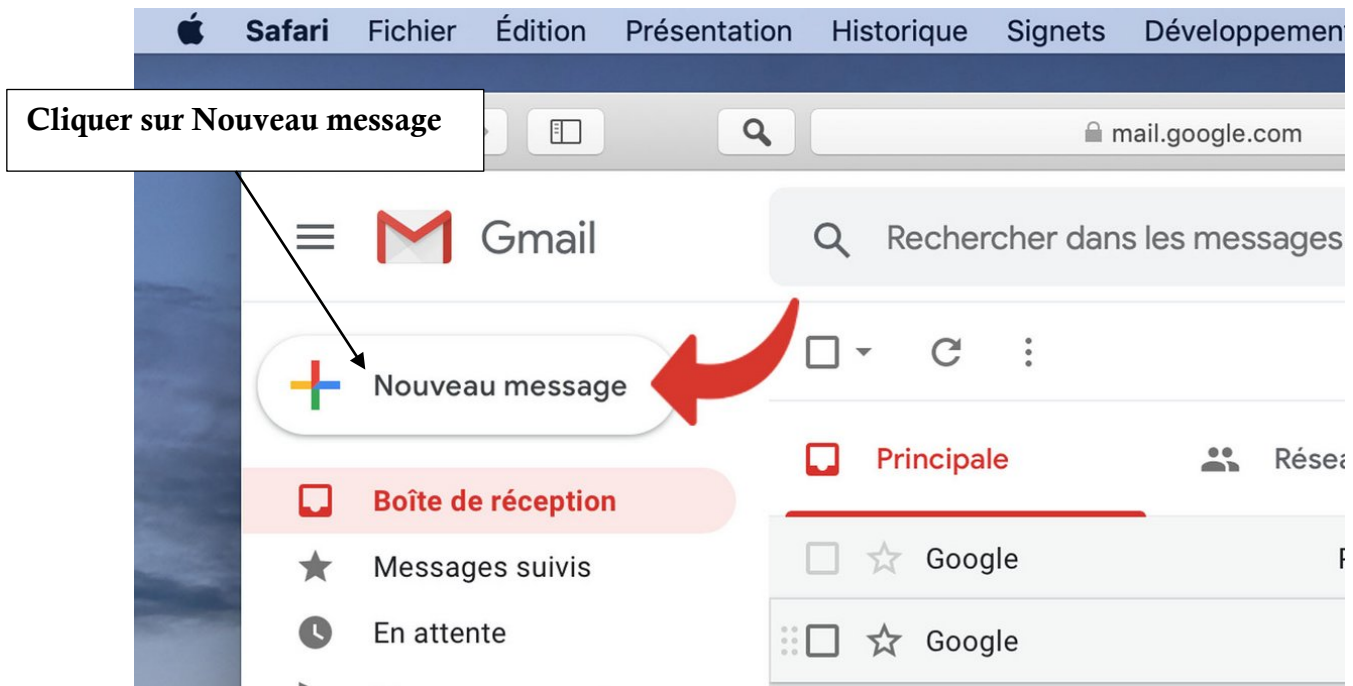 Safari Fichier Édition Présentation Historique Signets Développement
Cliquer sur Nouveau message
mail.google.com
Gmail
Rechercher dans les messages
Nouveau message
Principale
Boîte de réception
Google
Messages suivis
En attente
Google